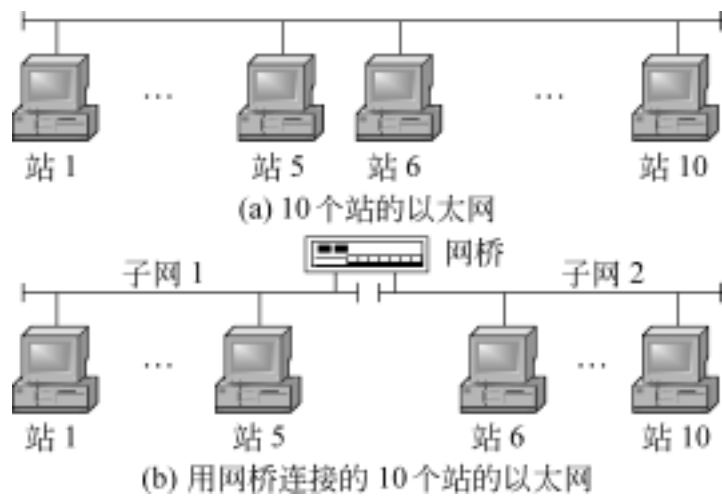 … …
站 1 站 5 站 6 站 10
(a) 10 个站的以太网
网桥
子网 1 子网 2
… …
站 1 站 5 站 6 站 10
(b) 用网桥连接的 10 个站的以太网